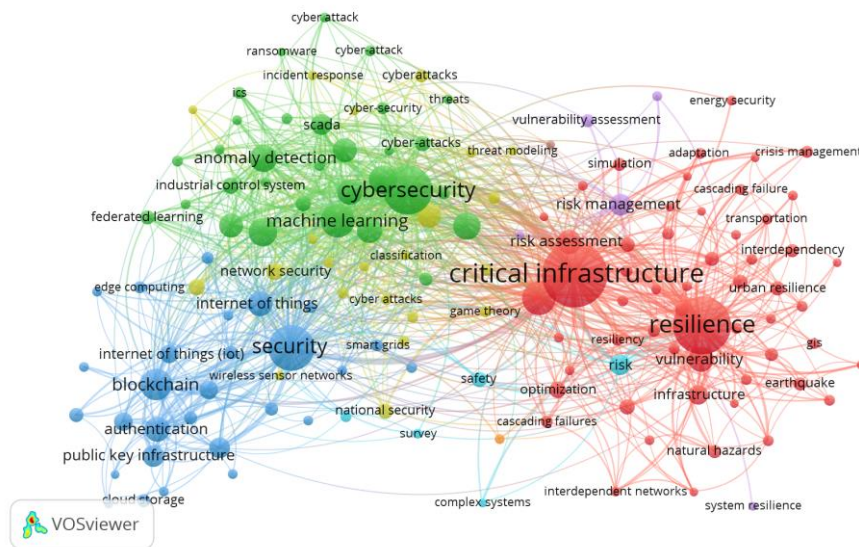 cyber-attack
ransomware
cyber-attack
incident response
cyberattacks
ics
cyber-security
threats
energy security
scada
vulnerability assessment
cyber-attacks
threat modeling
anomaly detection
simulation
adaptation
crisis management
industrial control system
cybersecurity
cascading failure
risk management
federated learning
machine learning
transportation
risk assessment
interdependency
classification
network security
critical infrastructure
edge computing
internet of things
cyber attacks
urban resilience
game theory
resilience
security
smart grids
resiliency
gis
internet of things (iot)
vulnerability
risk
wireless sensor networks
blockchain
safety
earthquake
optimization
infrastructure
national security
authentication
cascading failures
survey
public key infrastructure
natural hazards
cloud storage
interdependent networks
complex systems
system resilience
VOSviewer